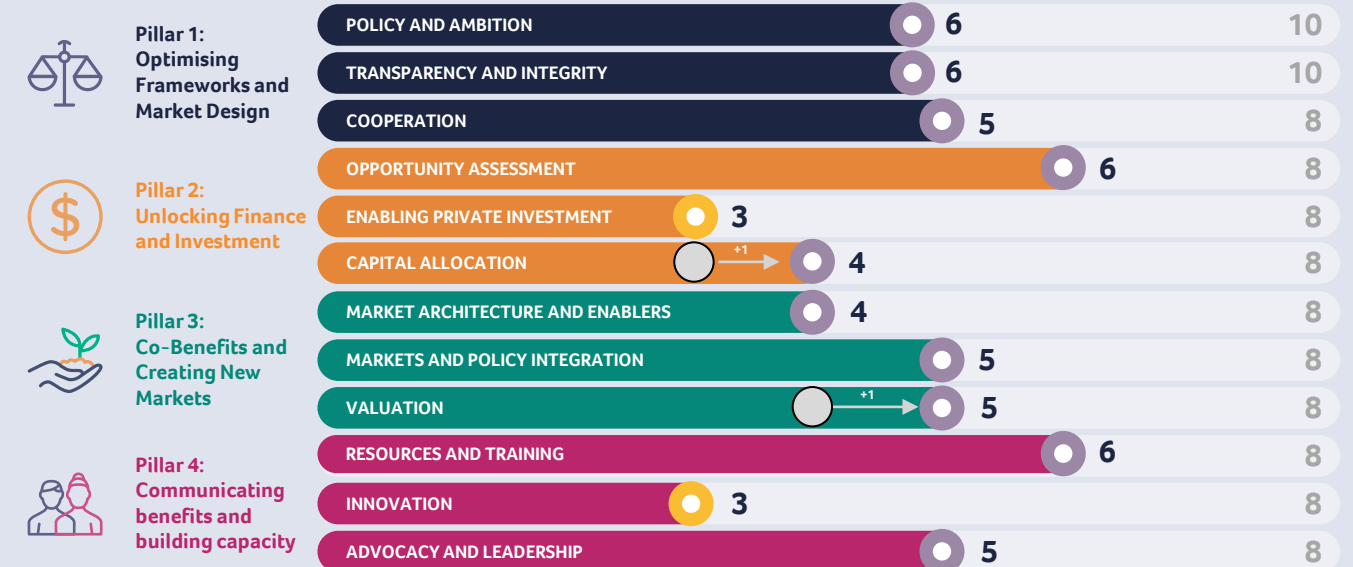 Pillar 1:
Optimising
Frameworks and
Market Design
POLICY AND AMBITION 6 10
TRANSPARENCY AND INTEGRITY 6 10
COOPERATION 5 8
Pillar 2:
Unlocking Finance
and Investment
$
OPPORTUNITY ASSESSMENT 6 8
ENABLING PRIVATE INVESTMENT 3 8
CAPITAL ALLOCATION +1 4 8
Pillar 3:
Co-Benefits and
Creating New
Markets
MARKET ARCHITECTURE AND ENABLERS 4 8
MARKETS AND POLICY INTEGRATION 5 8
VALUATION +1 5 8
Pillar 4:
Communicating
benefits and
building capacity
RESOURCES AND TRAINING 6 8
INNOVATION 3 8
ADVOCACY AND LEADERSHIP 5 8